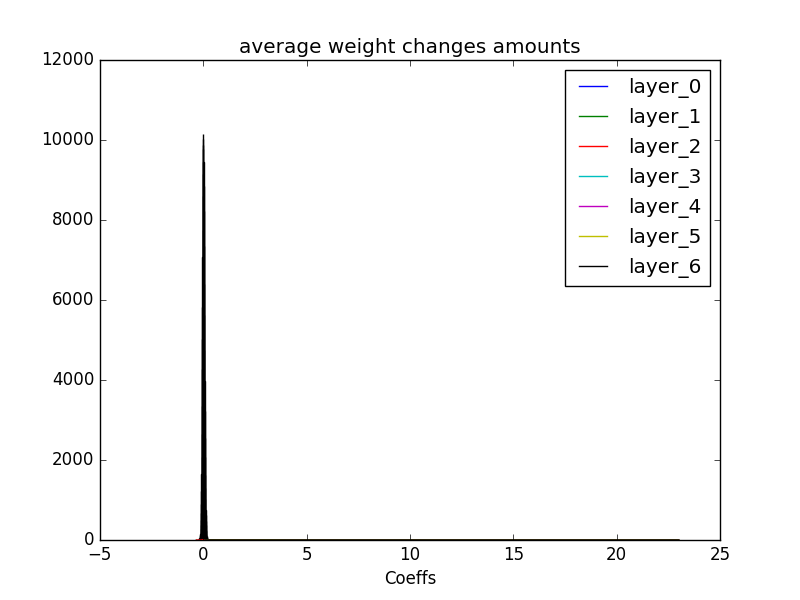 average weight changes amounts
12000
10000
8000
6000
4000
2000
0
−5
0
5
10
15
20
25
Coeffs
layer_0
layer_1
layer_2
layer_3
layer_4
layer_5
layer_6